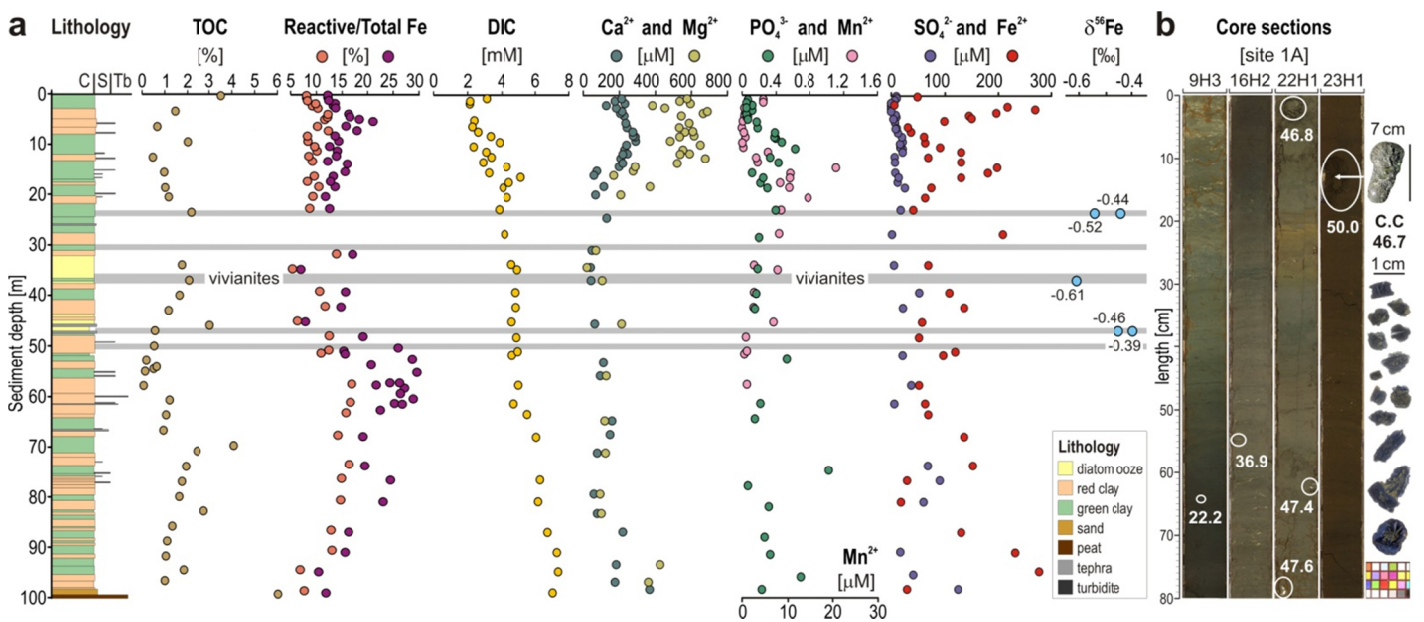 a
Lithology
TOC
Reactive/Total Fe
DIC
Ca²⁺ and Mg²⁺
PO₄³⁻ and Mn²⁺
SO₄²⁻ and Fe²⁺
δ⁵⁶Fe
[%]
[%]
[mM]
[µM]
[µM]
[µM]
[‰]
C S Tb
0 1 2 3 4 5 6
5 10 15 20 25 30
0 2 4 6 8
0 200 400 600 800
0 0.4 0.8 1.2 1.6
0 100 200 300
-0.6 -0.4
Sediment depth [m]
0
10
20
30
40
50
60
70
80
90
100
vivianites
vivianites
-0.44
-0.52
-0.61
-0.46
-0.39
Mn²⁺
[µM]
0 10 20 30
Lithology
diatom ooze
red clay
green clay
sand
peat
tephra
turbidite
b
Core sections
[site 1A]
9H3 16H2 22H1 23H1
length [cm]
0
10
20
30
40
50
60
70
80
46.8
50.0
36.9
47.4
22.2
47.6
7 cm
C.C
46.7
1 cm